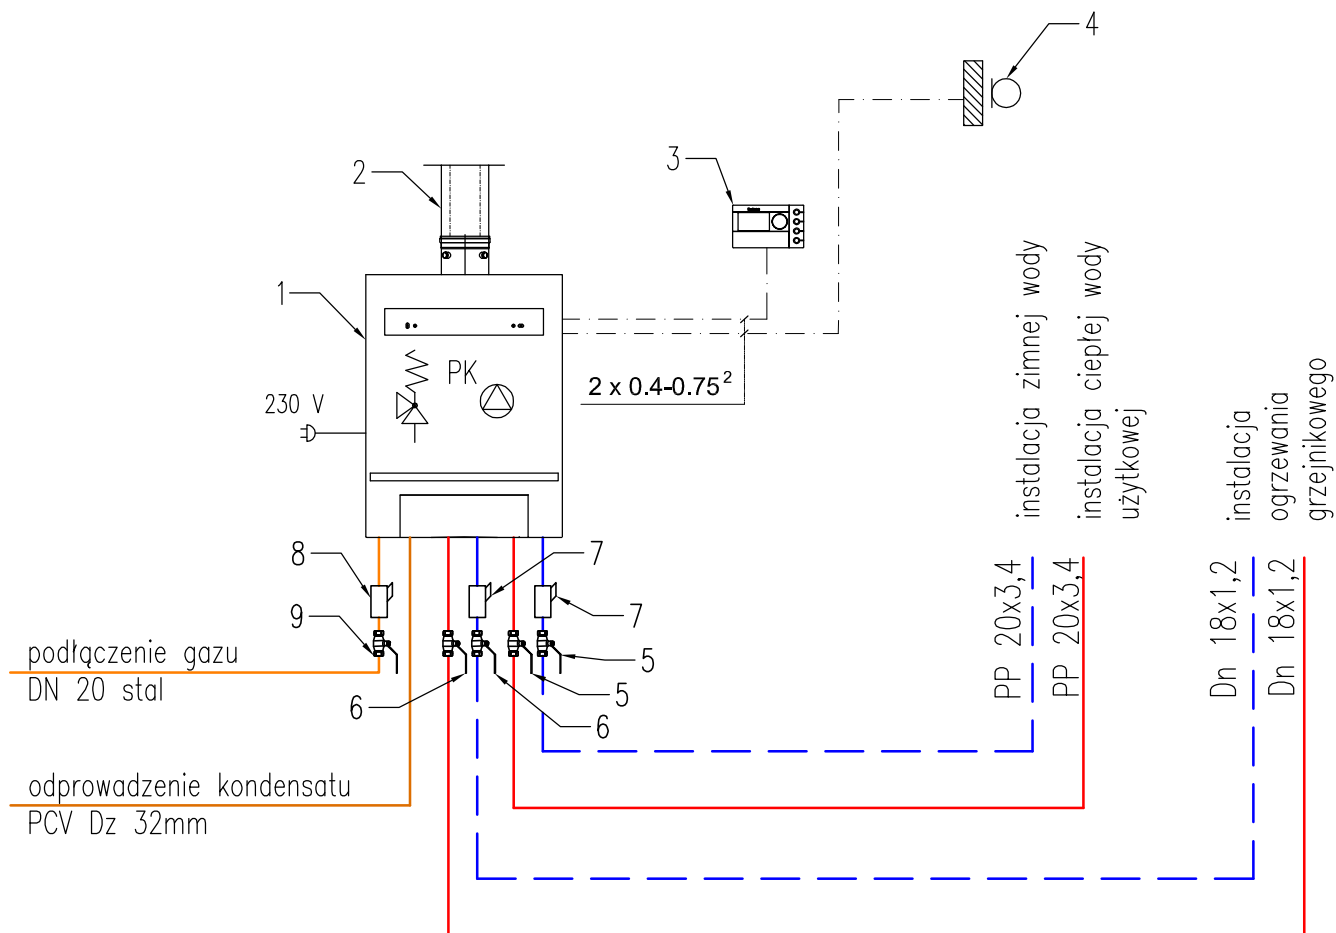 4
2
3
1
PK
230 V
2 x 0.4-0.75²
instalacja zimnej wody
instalacja ciepłej wody
użytkowej
instalacja
ogrzewania
grzejnikowego
8
7
9
7
5
5
6
6
PP 20x3,4
PP 20x3,4
Dn 18x1,2
Dn 18x1,2
podłączenie gazu
DN 20 stal
odprowadzenie kondensatu
PCV Dz 32mm